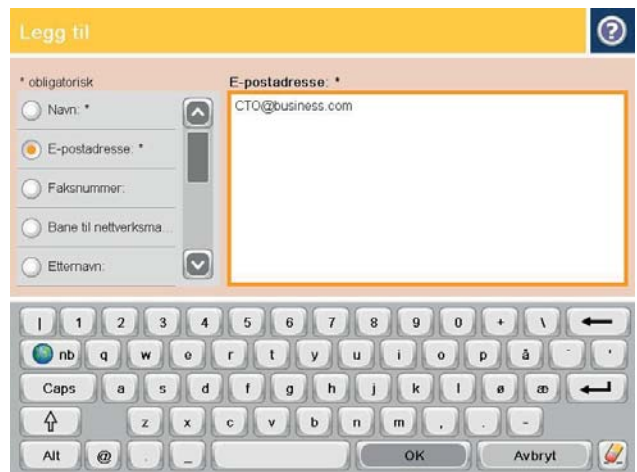 Legg til
* obligatorisk
Navn: *
E-postadresse: *
Faksnummer:
Bane til nettverksma...
Etternavn:
E-postadresse: *
CTO@business.com
| 1 2 3 4 5 6 7 8 9 0 + \
nb q w e r t y u i o p å ¨ '
Caps a s d f g h j k l ø æ
z x c v b n m , . -
Alt @ . _ OK Avbryt